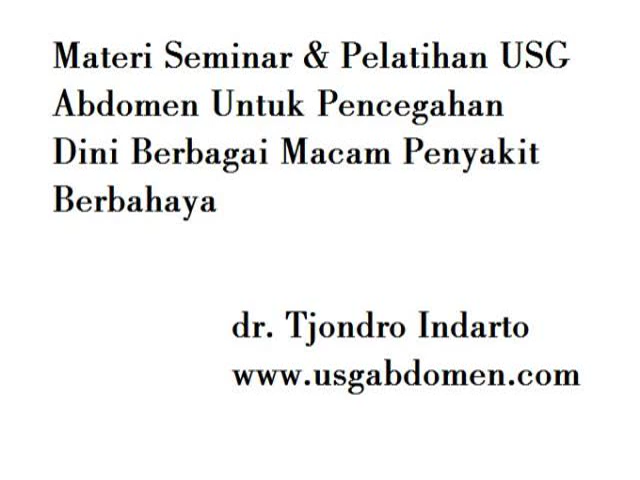 Materi Seminar & Pelatihan USG
Abdomen Untuk Pencegahan
Dini Berbagai Macam Penyakit
Berbahaya
dr. Tjondro Indarto
www.usgabdomen.com